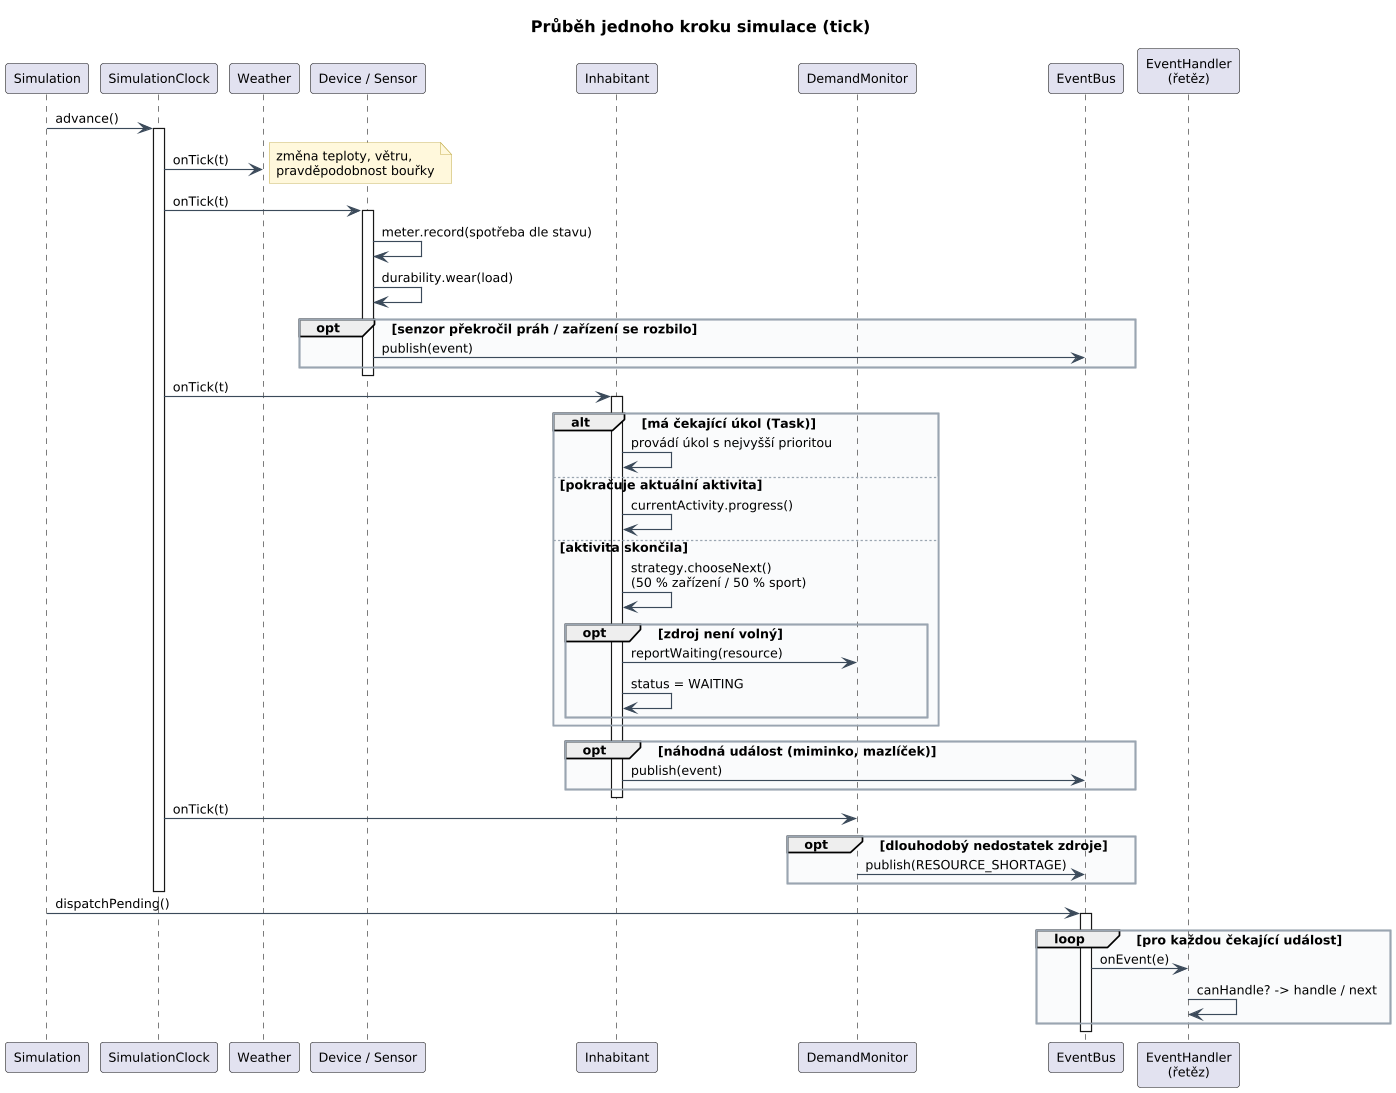 Průběh jednoho kroku simulace (tick)
Simulation
SimulationClock
Weather
Device / Sensor
Inhabitant
DemandMonitor
EventBus
EventHandler
(řetěz)
advance()
onTick(t)
změna teploty, větru,
pravděpodobnost bouřky
onTick(t)
meter.record(spotřeba dle stavu)
durability.wear(load)
opt
[senzor překročil práh / zařízení se rozbilo]
publish(event)
onTick(t)
alt
[má čekající úkol (Task)]
provádí úkol s nejvyšší prioritou
[pokračuje aktuální aktivita]
currentActivity.progress()
[aktivita skončila]
strategy.chooseNext()
(50 % zařízení / 50 % sport)
opt
[zdroj není volný]
reportWaiting(resource)
status = WAITING
opt
[náhodná událost (miminko, mazlíček)]
publish(event)
onTick(t)
opt
[dlouhodobý nedostatek zdroje]
publish(RESOURCE_SHORTAGE)
dispatchPending()
loop
[pro každou čekající událost]
onEvent(e)
canHandle? -> handle / next
Simulation
SimulationClock
Weather
Device / Sensor
Inhabitant
DemandMonitor
EventBus
EventHandler
(řetěz)